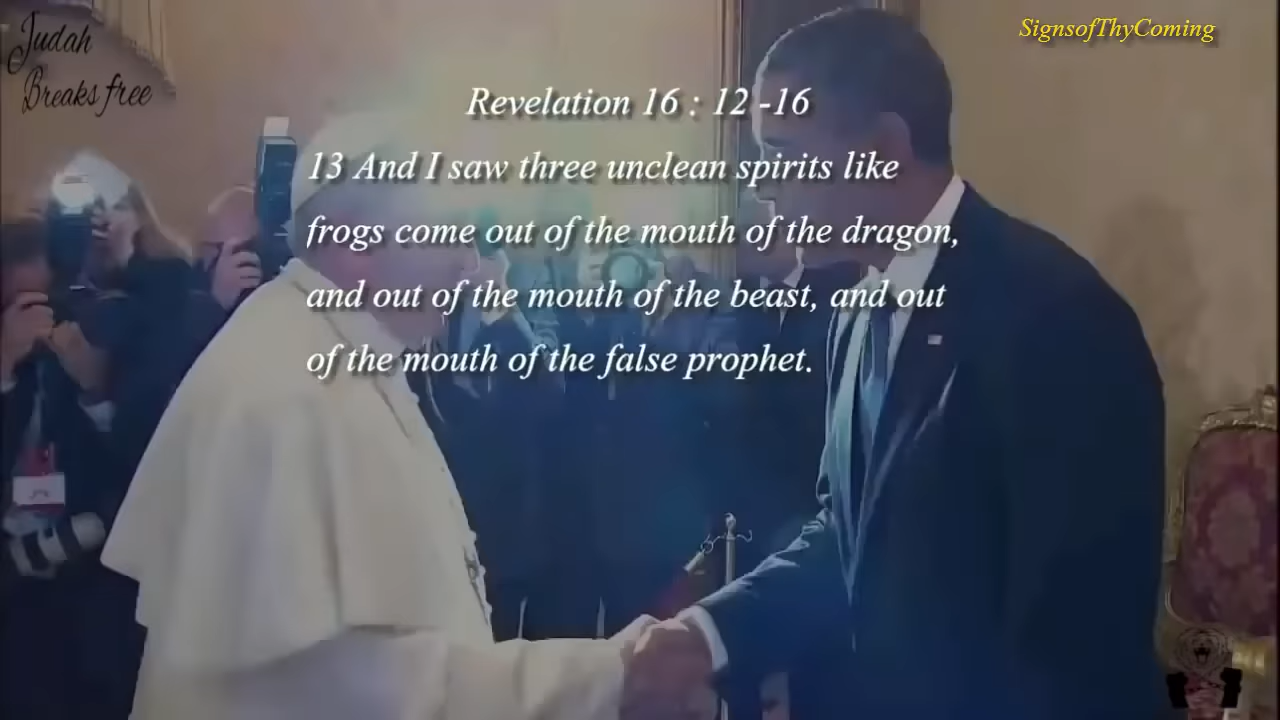 Judah
Breaks free
SignsofThyComing
Revelation 16 : 12 -16
13 And I saw three unclean spirits like
frogs come out of the mouth of the dragon,
and out of the mouth of the beast, and out
of the mouth of the false prophet.